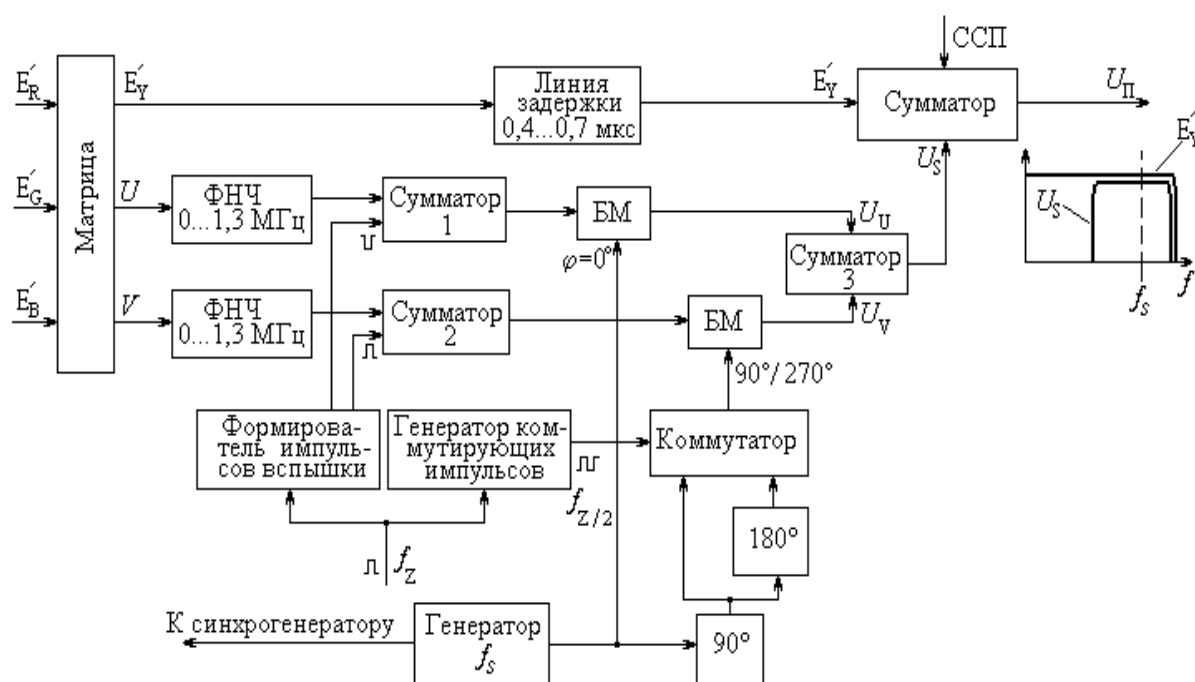 ССП
E′R
E′Y
Линия
задержки
0,4...0,7 мкс
E′Y
Сумматор
UП
E′Y
US
Матрица
E′G
U
ФНЧ
0...1,3 МГц
Сумматор
1
БМ
φ=0°
UU
Сумматор
3
US
fS
f
E′B
V
ФНЧ
0...1,3 МГц
Сумматор
2
БМ
UV
90°/ 270°
Формирова-
тель импуль-
сов вспышки
Генератор ком-
мутирующих
импульсов
Коммутатор
fZ/2
180°
fZ
К синхрогенератору
Генератор
fS
90°